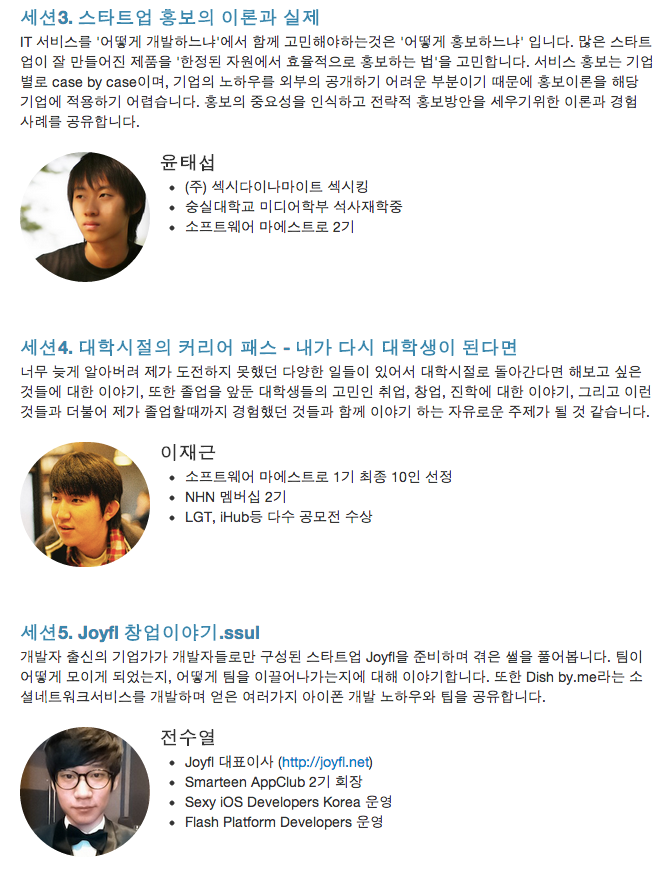 세션3. 스타트업 홍보의 이론과 실제
IT 서비스를 '어떻게 개발하느냐'에서 함께 고민해야하는것은 '어떻게 홍보하느냐' 입니다. 많은 스타트
업이 잘 만들어진 제품을 '한정된 자원에서 효율적으로 홍보하는 법'을 고민합니다. 서비스 홍보는 기업
별로 case by case이며, 기업의 노하우를 외부의 공개하기 어려운 부분이기 때문에 홍보이론을 해당
기업에 적용하기 어렵습니다. 홍보의 중요성을 인식하고 전략적 홍보방안을 세우기위한 이론과 경험
사례를 공유합니다.
윤태섭
• (주) 섹시다이나마이트 섹시킹
• 숭실대학교 미디어학부 석사재학중
• 소프트웨어 마에스트로 2기
세션4. 대학시절의 커리어 패스 - 내가 다시 대학생이 된다면
너무 늦게 알아버려 제가 도전하지 못했던 다양한 일들이 있어서 대학시절로 돌아간다면 해보고 싶은
것들에 대한 이야기, 또한 졸업을 앞둔 대학생들의 고민인 취업, 창업, 진학에 대한 이야기, 그리고 이런
것들과 더불어 제가 졸업할때까지 경험했던 것들과 함께 이야기 하는 자유로운 주제가 될 것 같습니다.
이재근
• 소프트웨어 마에스트로 1기 최종 10인 선정
• NHN 멤버십 2기
• LGT, iHub등 다수 공모전 수상
세션5. Joyfl 창업이야기.ssul
개발자 출신의 기업가가 개발자들로만 구성된 스타트업 Joyfl을 준비하며 겪은 썰을 풀어봅니다. 팀이
어떻게 모이게 되었는지, 어떻게 팀을 이끌어나가는지에 대해 이야기합니다. 또한 Dish by.me라는 소
셜네트워크서비스를 개발하며 얻은 여러가지 아이폰 개발 노하우와 팁을 공유합니다.
전수열
• Joyfl 대표이사 (http://joyfl.net)
• Smarteen AppClub 2기 회장
• Sexy iOS Developers Korea 운영
• Flash Platform Developers 운영